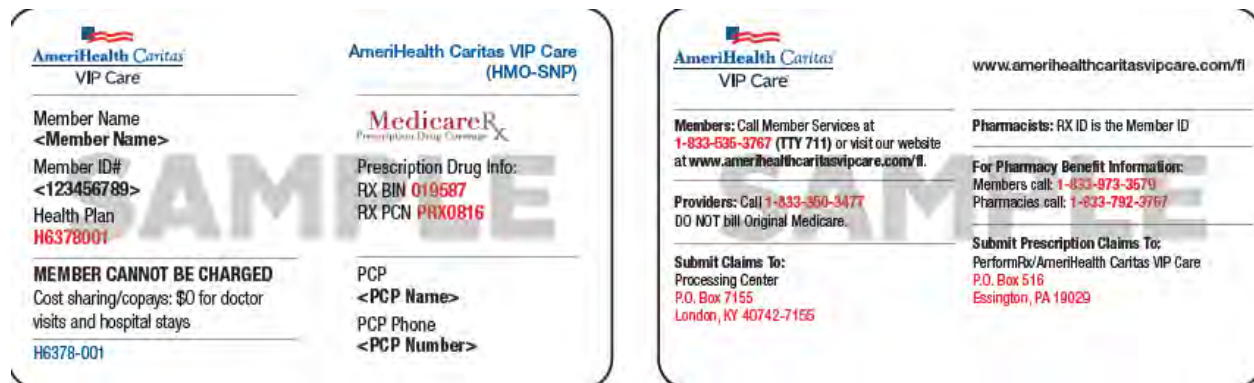 AmeriHealth Caritas
VIP Care
AmeriHealth Caritas VIP Care
(HMO-SNP)
Member Name
<Member Name>
Member ID#
<123456789>
Health Plan
H6378001
MedicareRx
Prescription Drug Coverage
Prescription Drug Info:
RX BIN 019587
RX PCN PRX0816
MEMBER CANNOT BE CHARGED
Cost sharing/copays: $0 for doctor
visits and hospital stays
H6378-001
PCP
<PCP Name>
PCP Phone
<PCP Number>
SAMPLE
AmeriHealth Caritas
VIP Care
www.amerihealthcaritasvipcare.com/fl
Members: Call Member Services at
1-833-535-3767 (TTY 711) or visit our website
at www.amerihealthcaritasvipcare.com/fl.
Providers: Call 1-833-350-3477
DO NOT bill Original Medicare.
Submit Claims To:
Processing Center
P.O. Box 7155
London, KY 40742-7155
Pharmacists: RX ID is the Member ID
For Pharmacy Benefit Information:
Members call: 1-833-973-3579
Pharmacies call:
Submit Prescription Claims To:
PerformRx/AmeriHealth Caritas VIP Care
P.O. Box 516
Essington, PA 19029
SAMPLE